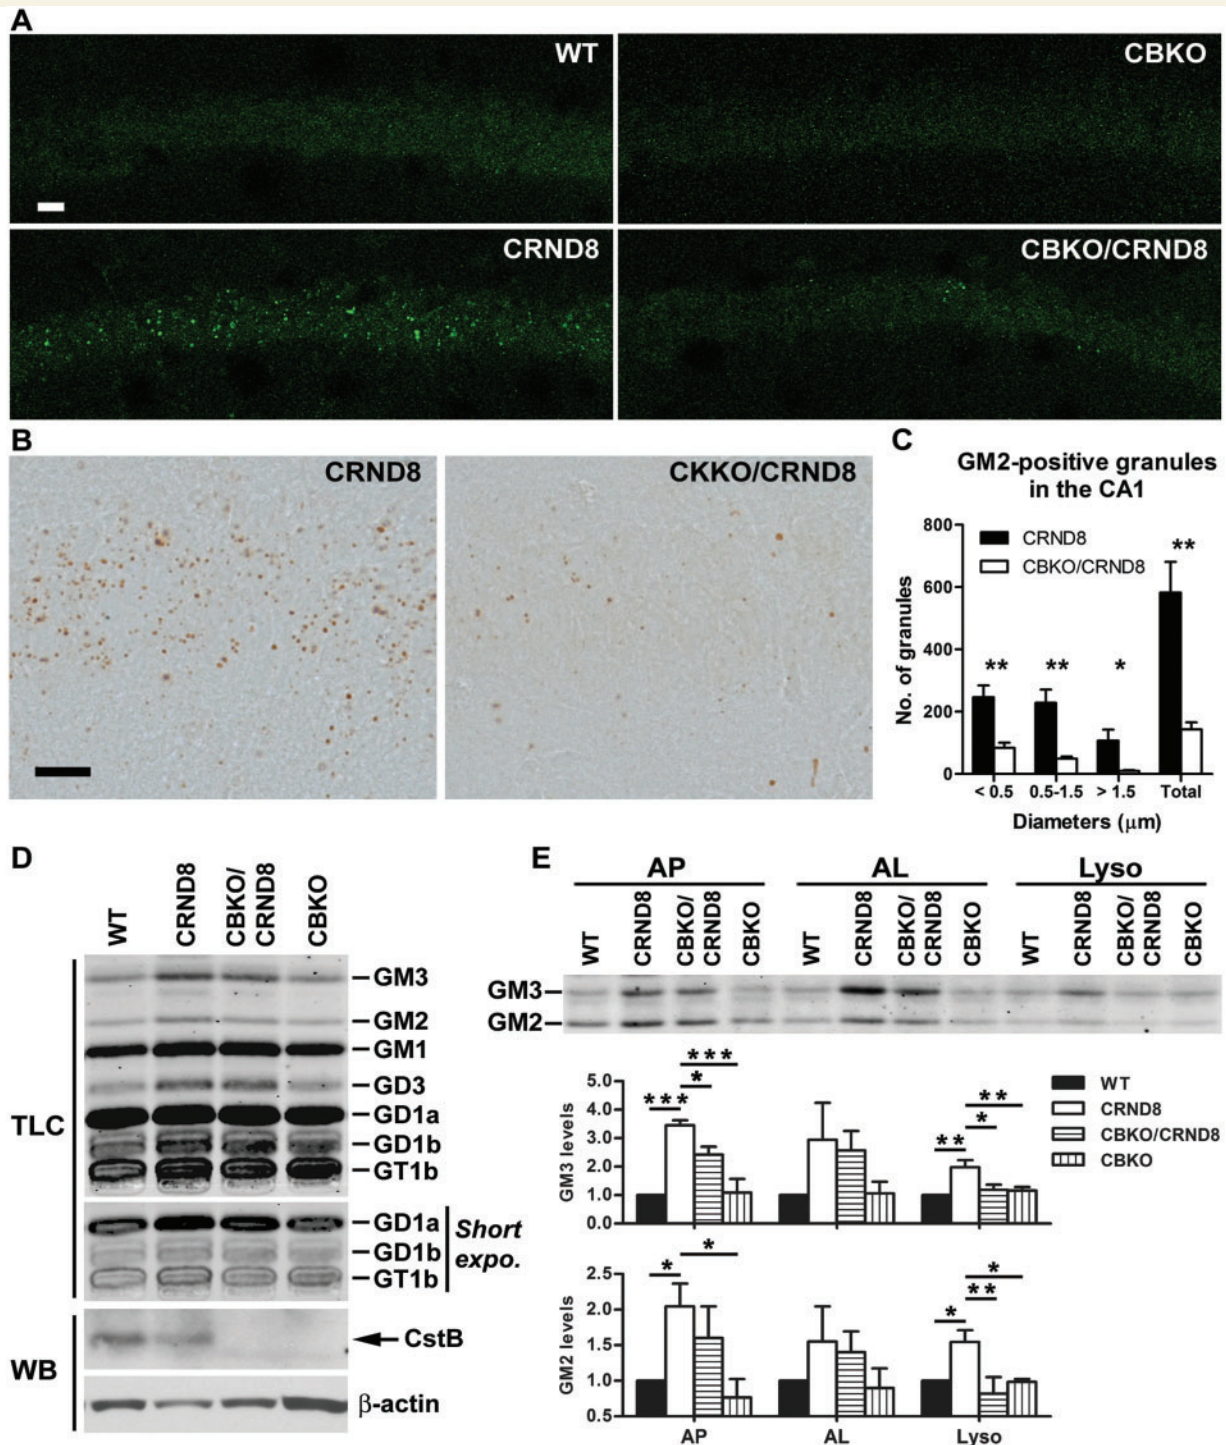 A
WT
CBKO
CRND8
CBKO/CRND8
B
CRND8
CKKO/CRND8
C
GM2-positive granules
in the CA1
800
600
400
200
0
No. of granules
CRND8
CBKO/CRND8
**
**
*
**
< 0.5
0.5-1.5
> 1.5
Total
Diameters (μm)
D
WT
CRND8
CBKO/
CRND8
CBKO
TLC
GM3
GM2
GM1
GD3
GD1a
GD1b
GT1b
GD1a
GD1b
GT1b
Short
expo.
WB
CstB
β-actin
E
AP
AL
Lyso
WT
CRND8
CBKO/
CRND8
CBKO
WT
CRND8
CBKO/
CRND8
CBKO
WT
CRND8
CBKO/
CRND8
CBKO
GM3
GM2
GM3 levels
5.0
4.0
3.0
2.0
1.0
0.0
***
*
***
**
*
**
WT
CRND8
CBKO/CRND8
CBKO
GM2 levels
2.5
2.0
1.5
1.0
0.5
*
*
*
**
*
AP
AL
Lyso